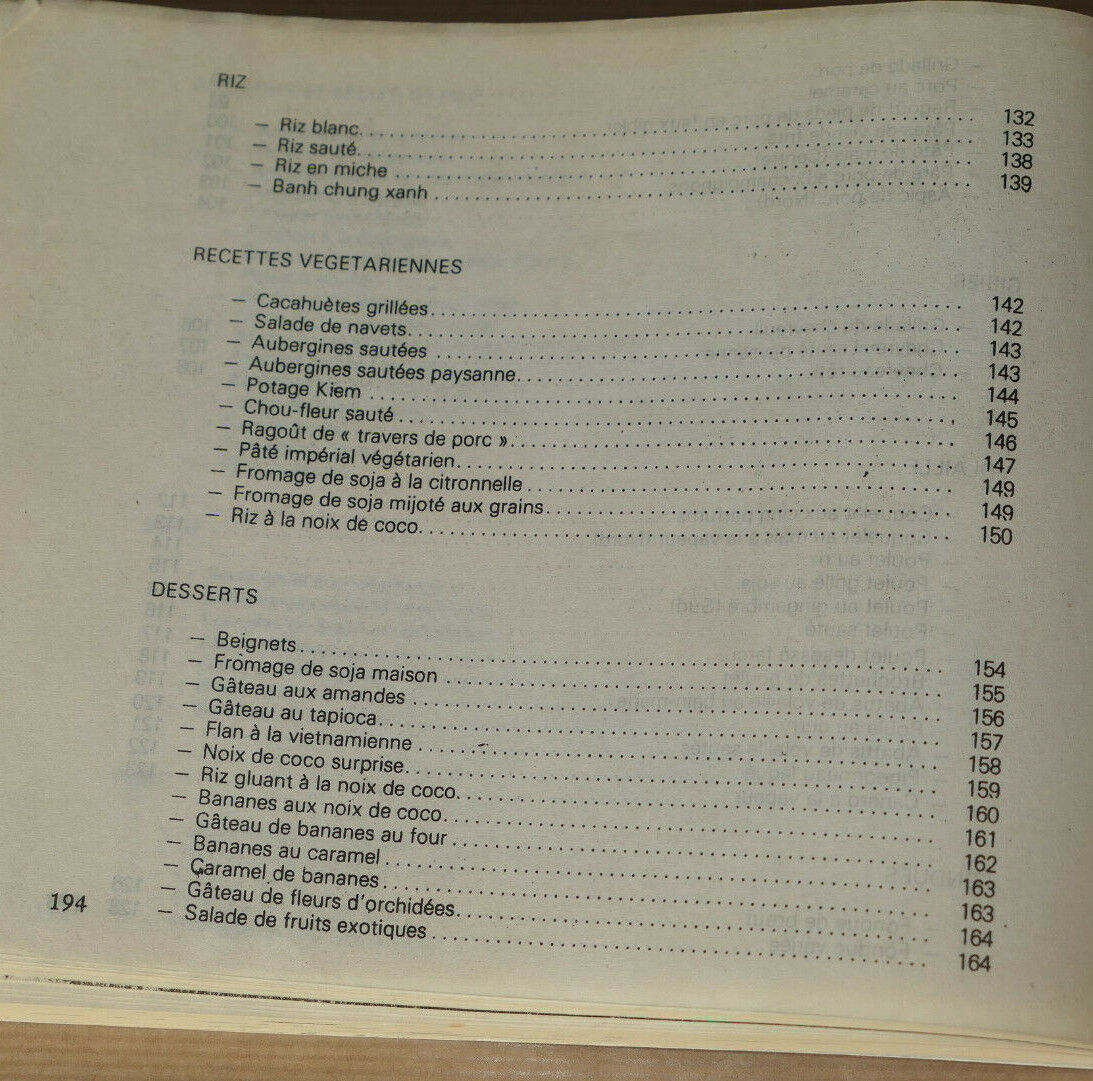 RIZ
– Riz blanc. 132
– Riz sauté. 133
– Riz en miche 138
– Banh chung xanh 139
RECETTES VEGETARIENNES
– Cacahuètes grillées 142
– Salade de navets. 142
– Aubergines sautées 143
– Aubergines sautées paysanne. 143
– Potage Kiem 144
– Chou-fleur sauté 145
– Ragoût de « travers de porc ». 146
– Pâté impérial végétarien. 147
– Fromage de soja à la citronnelle 149
– Fromage de soja mijoté aux grains. 149
– Riz à la noix de coco. 150
DESSERTS
– Beignets. 154
– Fromage de soja maison 155
– Gâteau aux amandes 156
– Gâteau au tapioca. 157
– Flan à la vietnamienne 158
– Noix de coco surprise. 159
– Riz gluant à la noix de coco. 160
– Bananes aux noix de coco. 161
– Gâteau de bananes au four 162
– Bananes au caramel 163
– Caramel de bananes 163
– Gâteau de fleurs d'orchidées. 164
– Salade de fruits exotiques 164
194